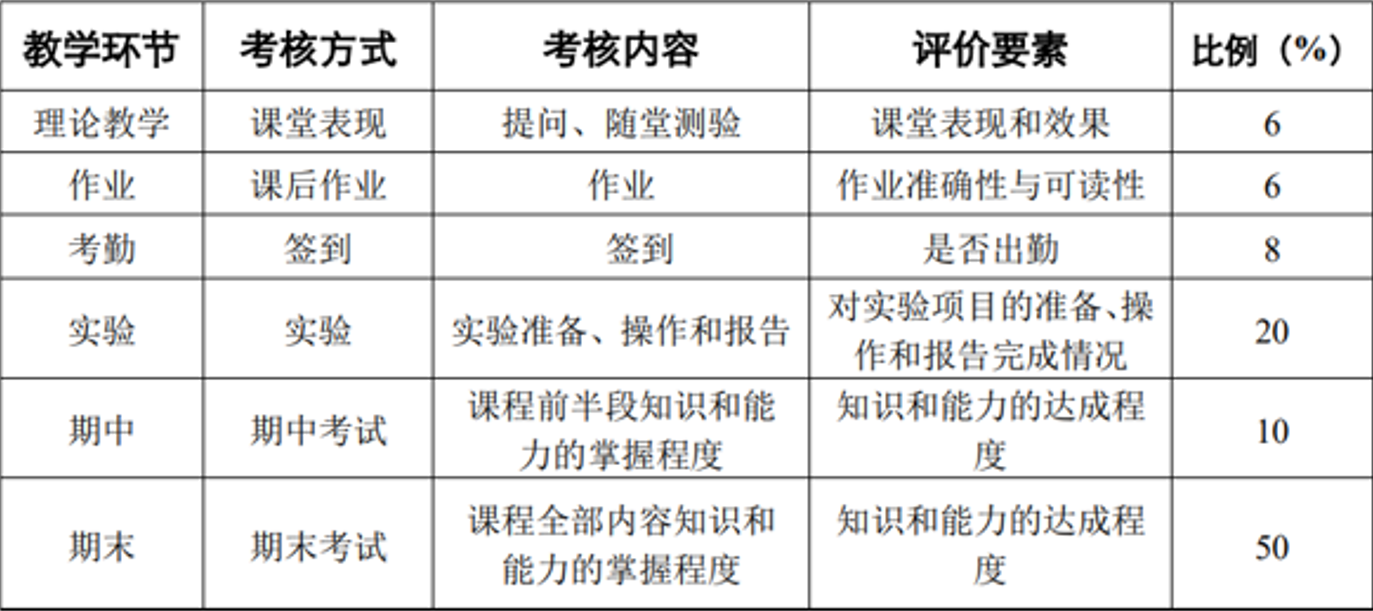 教学环节 考核方式 考核内容 评价要素 比例（%）
理论教学 课堂表现 提问、随堂测验 课堂表现和效果 6
作业 课后作业 作业 作业准确性与可读性 6
考勤 签到 签到 是否出勤 8
实验 实验 实验准备、操作和报告 对实验项目的准备、操
作和报告完成情况 20
期中 期中考试 课程前半段知识和能
力的掌握程度 知识和能力的达成程
度 10
期末 期末考试 课程全部内容知识和
能力的掌握程度 知识和能力的达成程
度 50